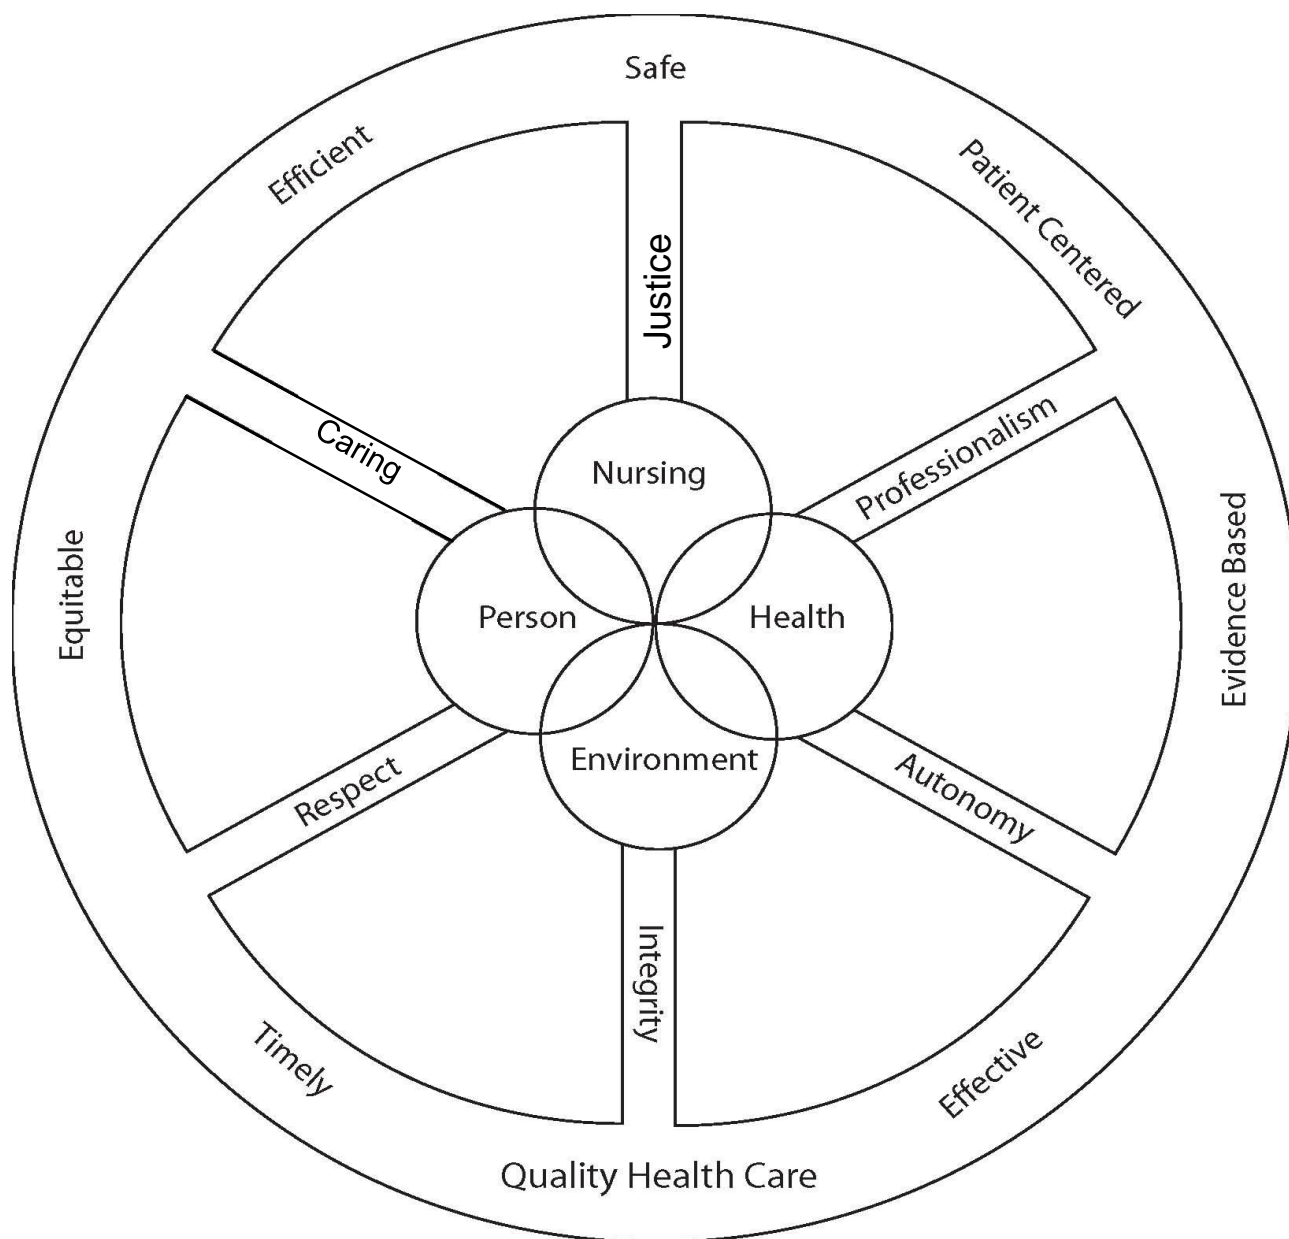 Safe
Efficient
Patient Centered
Justice
Caring
Professionalism
Nursing
Equitable
Evidence Based
Person
Health
Environment
Respect
Autonomy
Integrity
Timely
Effective
Quality Health Care